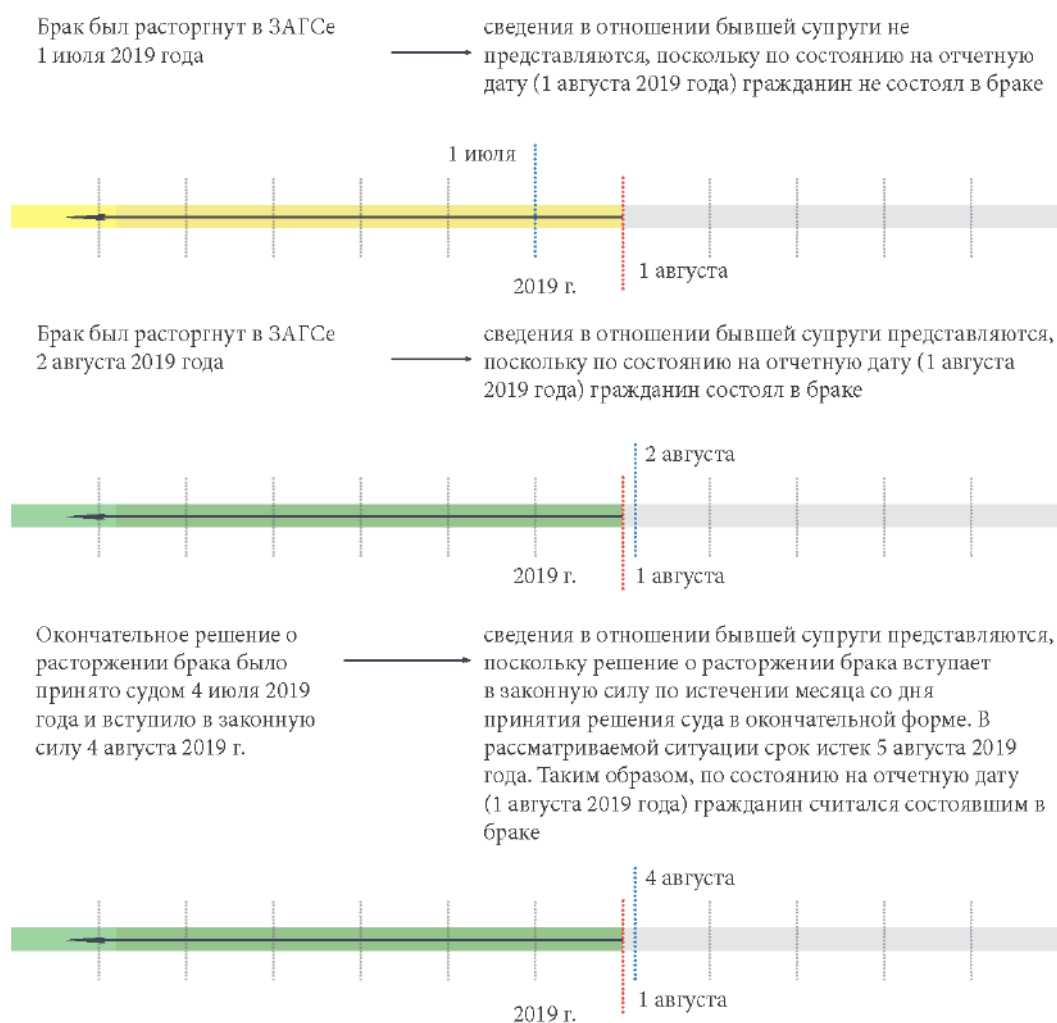 Брак был расторгнут в ЗАГСе
1 июля 2019 года
сведения в отношении бывшей супруги не
представляются, поскольку по состоянию на отчетную
дату (1 августа 2019 года) гражданин не состоял в браке
1 июля
1 августа
2019 г.
Брак был расторгнут в ЗАГСе
2 августа 2019 года
сведения в отношении бывшей супруги представляются,
поскольку по состоянию на отчетную дату (1 августа
2019 года) гражданин состоял в браке
2 августа
2019 г.
1 августа
Окончательное решение о
расторжении брака было
принято судом 4 июля 2019
года и вступило в законную
силу 4 августа 2019 г.
сведения в отношении бывшей супруги представляются,
поскольку решение о расторжении брака вступает
в законную силу по истечении месяца со дня
принятия решения суда в окончательной форме. В
рассматриваемой ситуации срок истек 5 августа 2019
года. Таким образом, по состоянию на отчетную дату
(1 августа 2019 года) гражданин считался состоявшим в
браке
4 августа
1 августа
2019 г.